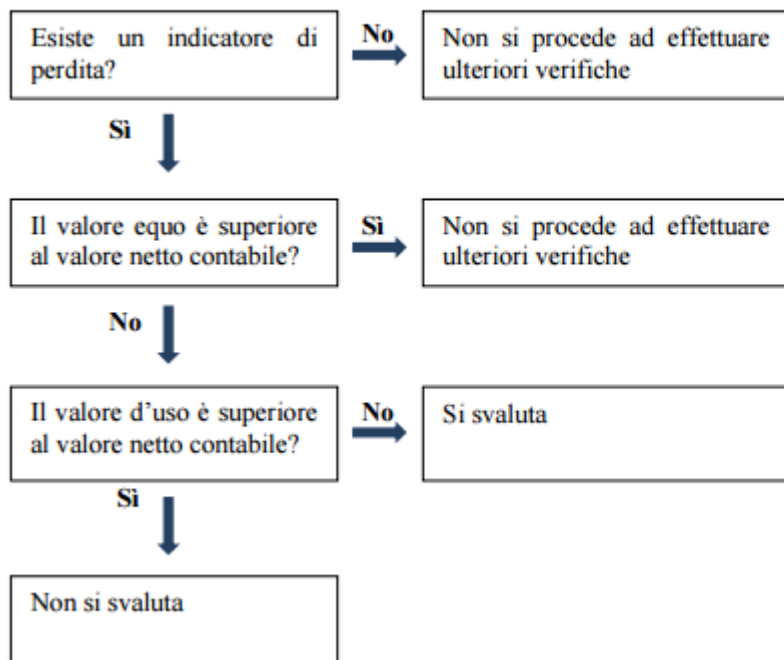 Esiste un indicatore di
perdita?
No
Non si procede ad effettuare
ulteriori verifiche
Sì
Il valore equo è superiore
al valore netto contabile?
Sì
Non si procede ad effettuare
ulteriori verifiche
No
Il valore d’uso è superiore
al valore netto contabile?
No
Si svaluta
Sì
Non si svaluta